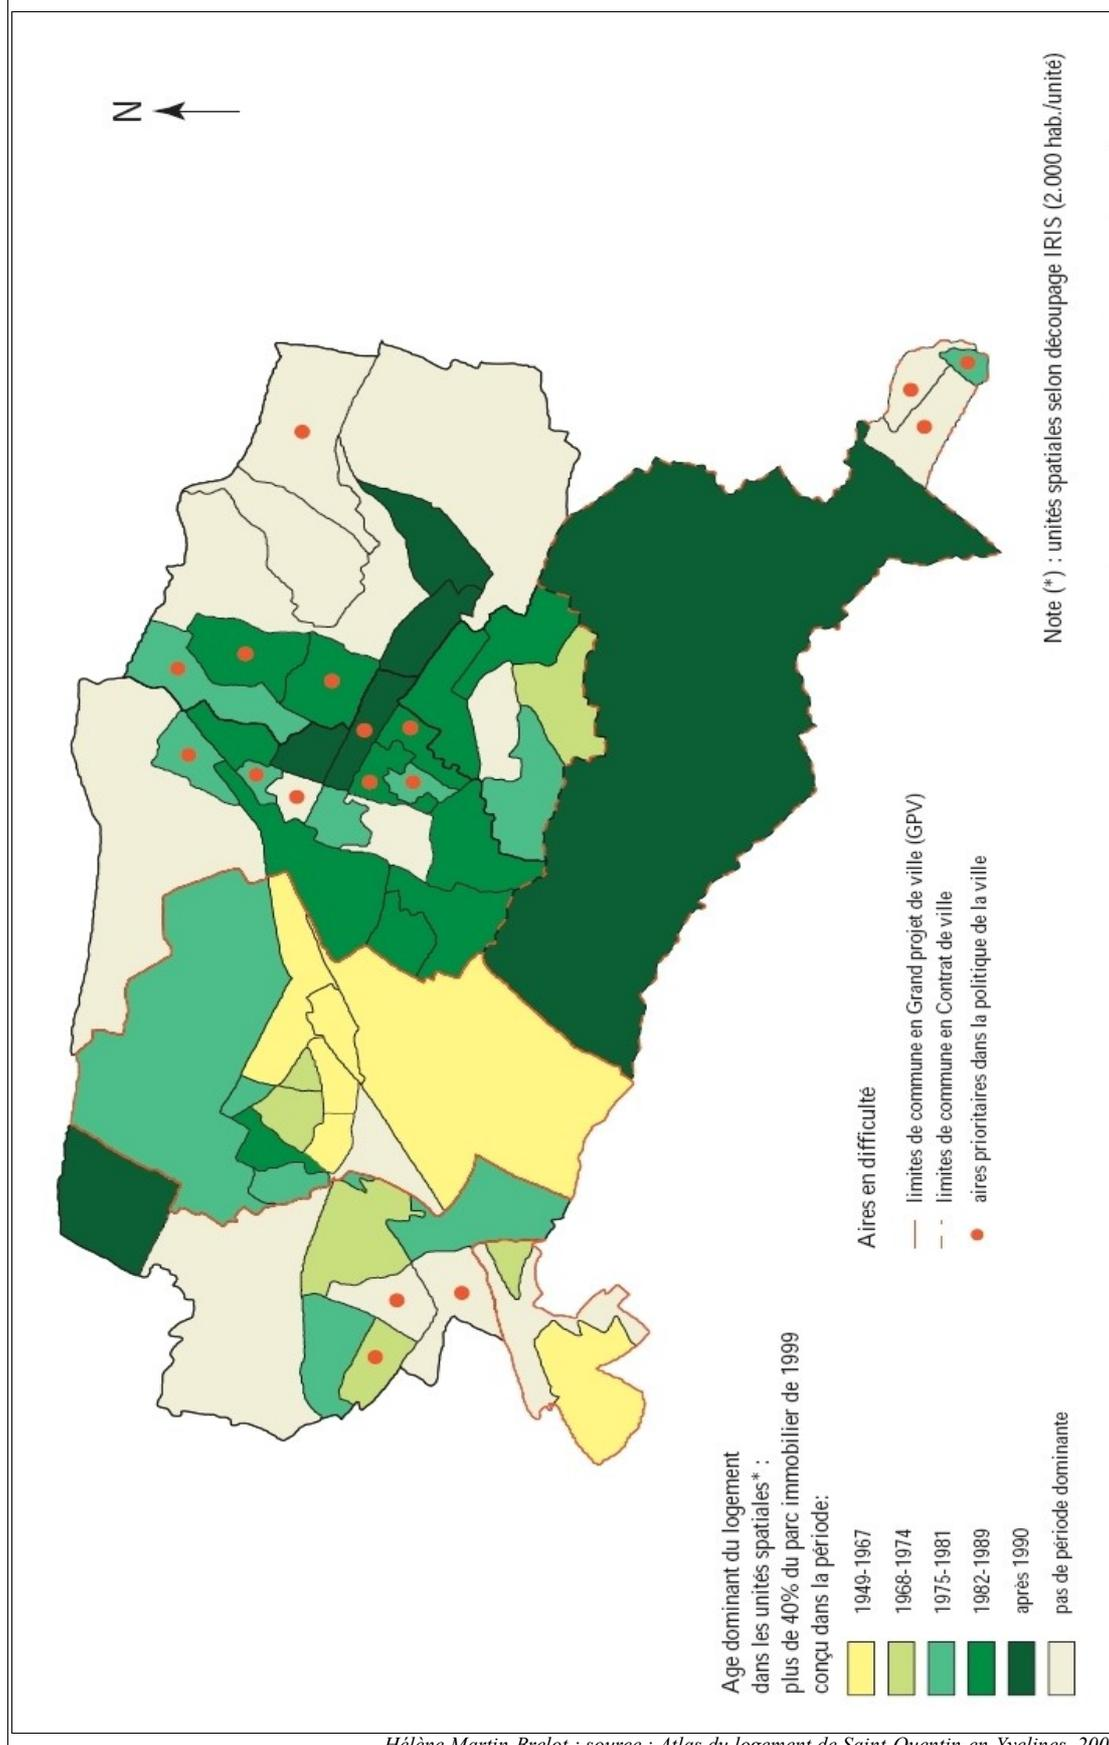 N
Note (*) : unités spatiales selon découpage IRIS (2.000 hab./unité)
Aires en difficulté
limites de commune en Grand projet de ville (GPV)
limites de commune en Contrat de ville
aires prioritaires dans la politique de la ville
Age dominant du logement
dans les unités spatiales* :
plus de 40% du parc immobilier de 1999
conçu dans la période:
1949-1967
1968-1974
1975-1981
1982-1989
après 1990
pas de période dominante
Hélène Martin-Brelot ; source : Atlas du logement de Saint-Quentin-en-Yvelines,